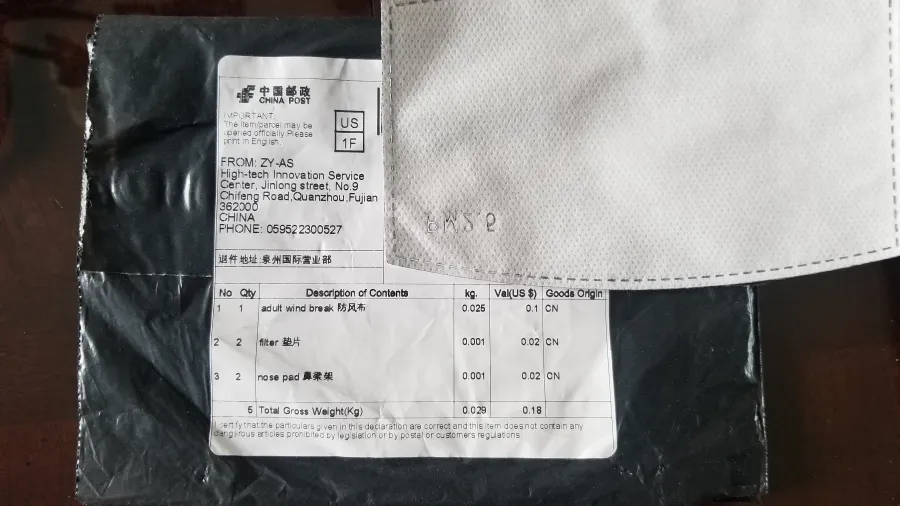 中国邮政
CHINA POST
IMPORTANT:
The item/parcel may be
opened officially.Please
print in English.
US
1F
FROM: ZY-AS
High-tech Innovation Service
Center, Jinlong street, No.9
Chifeng Road,Quanzhou,Fujian
362000
CHINA
PHONE: 059522300527
退件地址:泉州国际营业部
No Qty Description of Contents kg. Val(US $) Goods Origin
1 1 adult wind break 防风布 0.025 0.1 CN
2 2 filter 垫片 0.001 0.02 CN
3 2 nose pad 鼻梁架 0.001 0.02 CN
5 Total Gross Weight(Kg) 0.029 0.18
I certify that the particulars given in this declaration are correct and this item does not contain any
dangerous articles prohibited by legislation or by postal or customers regulations
PM2.5